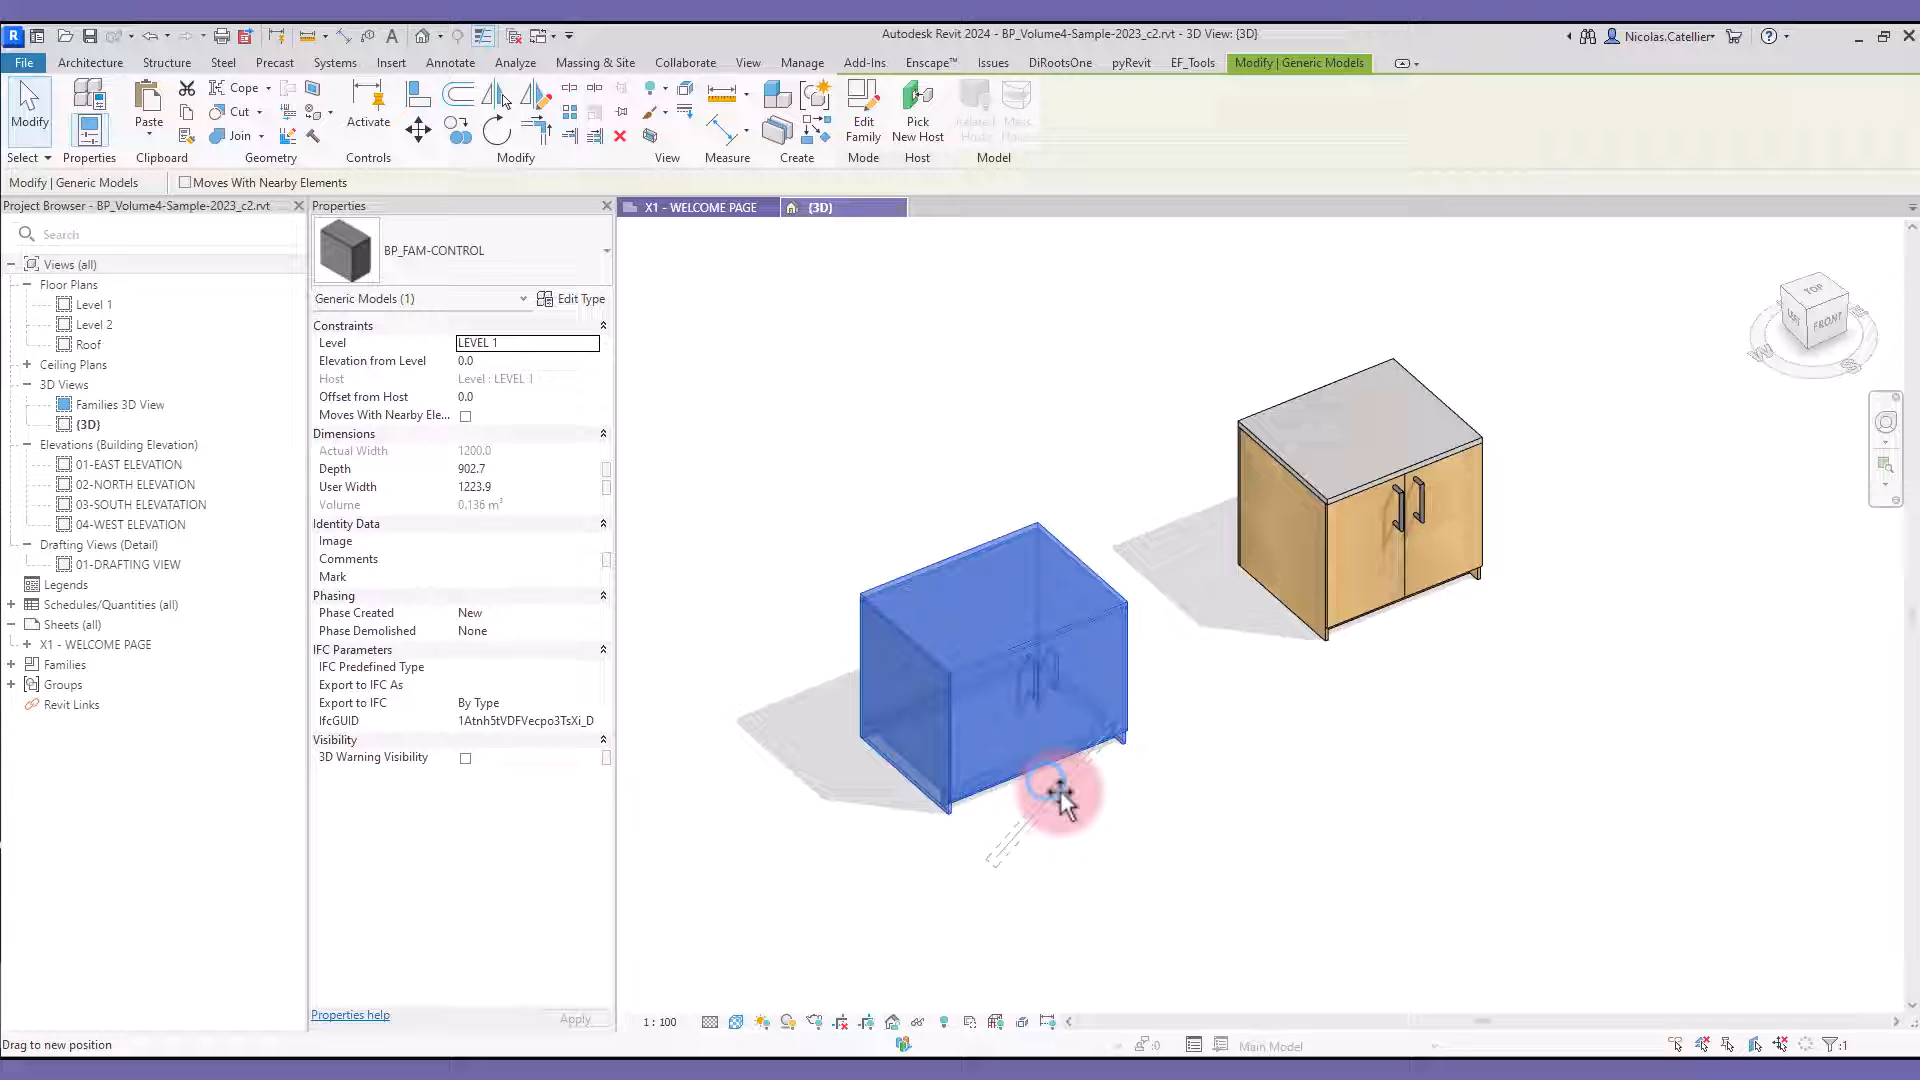 Autodesk Revit 2024 - BP_Volume4-Sample-2023_c2.rvt - 3D View: {3D}
Nicolas.Catellier
File Architecture Structure Steel Precast Systems Insert Annotate Analyze Massing & Site Collaborate View Manage Add-Ins Enscape™ Issues DiRootsOne pyRevit EF_Tools Modify | Generic Models
Modify
Paste
Cope
Cut
Join
Activate
Edit Family
Pick New Host
Select Properties Clipboard Geometry Controls Modify View Measure Create Mode Host Model
Modify | Generic Models
Moves With Nearby Elements
Project Browser - BP_Volume4-Sample-2023_c2.rvt
Search
Views (all)
Floor Plans
Level 1
Level 2
Roof
Ceiling Plans
3D Views
Families 3D View
{3D}
Elevations (Building Elevation)
01-EAST ELEVATION
02-NORTH ELEVATION
03-SOUTH ELEVATATION
04-WEST ELEVATION
Drafting Views (Detail)
01-DRAFTING VIEW
Legends
Schedules/Quantities (all)
Sheets (all)
X1 - WELCOME PAGE
Families
Groups
Revit Links
Properties
BP_FAM-CONTROL
Generic Models (1)
Edit Type
Constraints
Level LEVEL 1
Elevation from Level 0.0
Host Level : LEVEL 1
Offset from Host 0.0
Moves With Nearby Ele...
Dimensions
Actual Width 1200.0
Depth 902.7
User Width 1223.9
Volume 0.136 m³
Identity Data
Image
Comments
Mark
Phasing
Phase Created New
Phase Demolished None
IFC Parameters
IFC Predefined Type
Export to IFC As
Export to IFC By Type
IfcGUID 1Atnh5tVDFVecpo3TsXi_D
Visibility
3D Warning Visibility
Properties help
Apply
X1 - WELCOME PAGE
{3D}
TOP
LEFT
FRONT
W
S
1 : 100
Drag to new position
:0
Main Model
:1